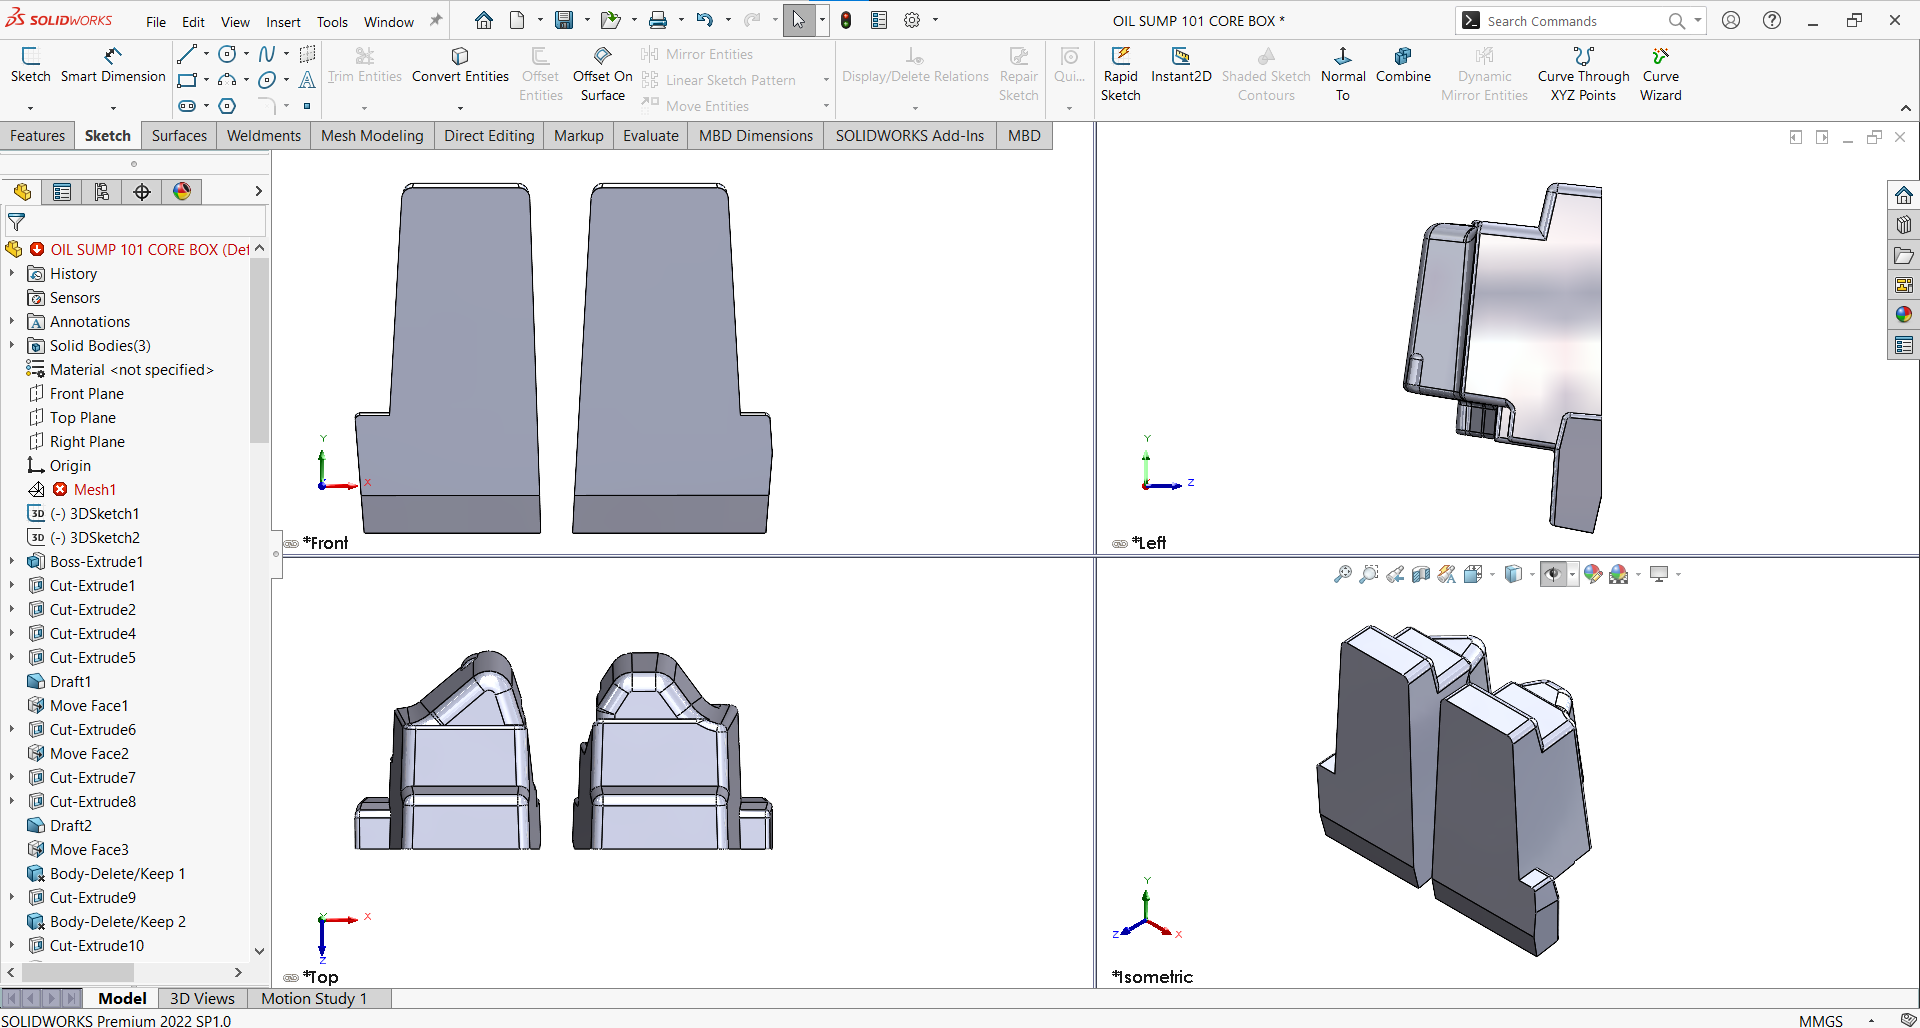 SOLIDWORKS File Edit View Insert Tools Window OIL SUMP 101 CORE BOX * Search Commands
Sketch Smart Dimension Trim Entities Convert Entities Offset Entities Offset On Surface Mirror Entities Linear Sketch Pattern Move Entities Display/Delete Relations Repair Sketch Qui... Rapid Sketch Instant2D Shaded Sketch Contours Normal To Combine Dynamic Mirror Entities Curve Through XYZ Points Curve Wizard
Features Sketch Surfaces Weldments Mesh Modeling Direct Editing Markup Evaluate MBD Dimensions SOLIDWORKS Add-Ins MBD
OIL SUMP 101 CORE BOX (Def
History
Sensors
Annotations
Solid Bodies(3)
Material <not specified>
Front Plane
Top Plane
Right Plane
Origin
Mesh1
3D (-) 3DSketch1
3D (-) 3DSketch2
Boss-Extrude1
Cut-Extrude1
Cut-Extrude2
Cut-Extrude4
Cut-Extrude5
Draft1
Move Face1
Cut-Extrude6
Move Face2
Cut-Extrude7
Cut-Extrude8
Draft2
Move Face3
Body-Delete/Keep 1
Cut-Extrude9
Body-Delete/Keep 2
Cut-Extrude10
Y
X
*Front
Y
Z
*Left
X
Z
*Top
Y
Z
X
*Isometric
Model 3D Views Motion Study 1
SOLIDWORKS Premium 2022 SP1.0 MMGS